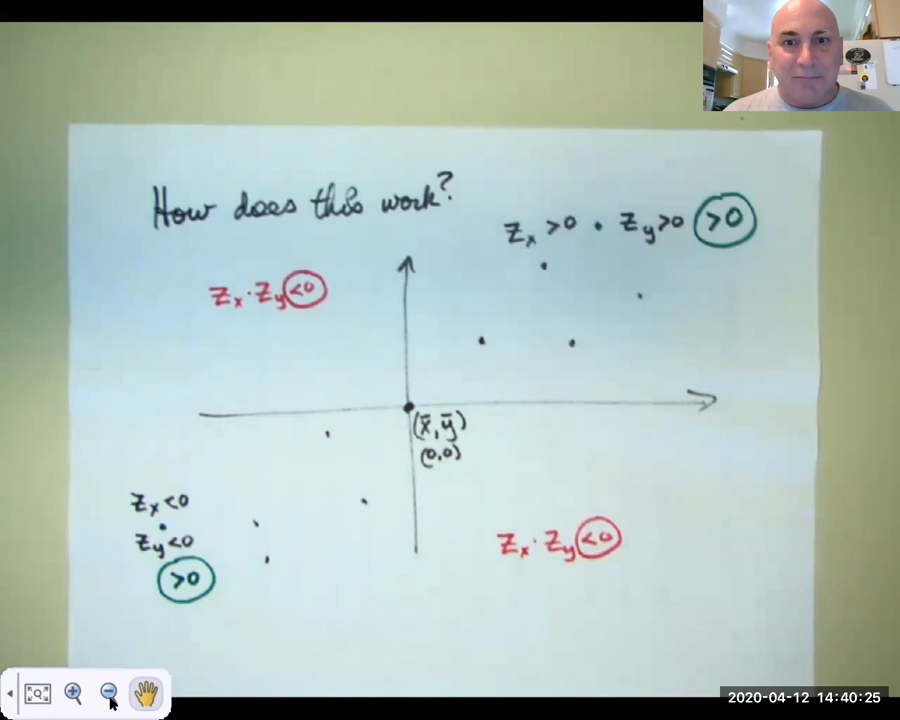 How does this work?
Zx >0 · Zy >0 >0
Zx · Zy <0
(x̄, ȳ)
(0,0)
Zx <0
·
Zy <0
>0
Zx · Zy <0
2020-04-12 14:40:25